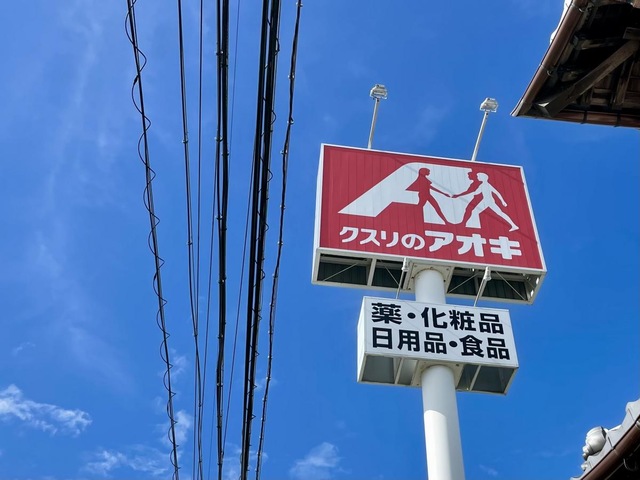 クスリのアオキ
薬・化粧品
日用品・食品